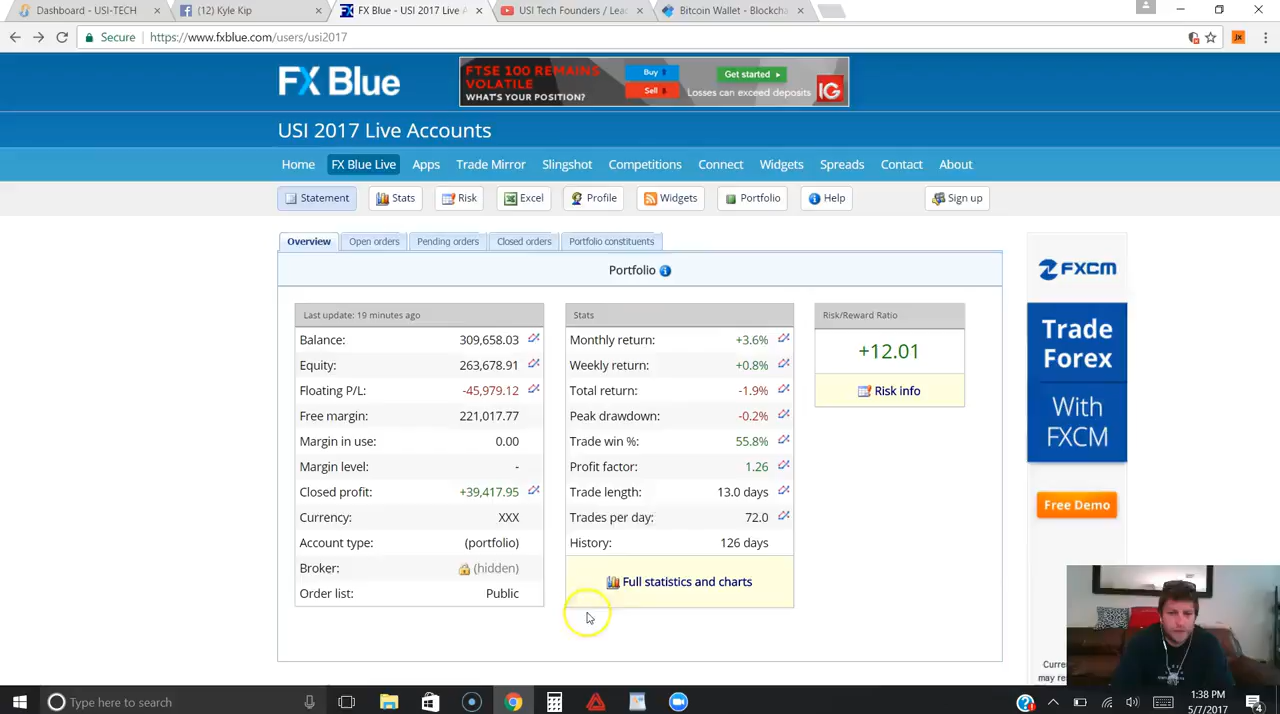 Dashboard - USI-TECH
(12) Kyle Kip
FX Blue - USI 2017 Live A
USI Tech Founders / Lea
Bitcoin Wallet - Blockcha
Secure
https://www.fxblue.com/users/usi2017
JX
FX Blue
FTSE 100 REMAINS
VOLATILE
WHAT'S YOUR POSITION?
Buy
Sell
Get started
Losses can exceed deposits
IG
USI 2017 Live Accounts
Home FX Blue Live Apps Trade Mirror Slingshot Competitions Connect Widgets Spreads Contact About
Statement Stats Risk Excel Profile Widgets Portfolio Help Sign up
Overview Open orders Pending orders Closed orders Portfolio constituents
Portfolio
Last update: 19 minutes ago
Balance: 309,658.03
Equity: 263,678.91
Floating P/L: -45,979.12
Free margin: 221,017.77
Margin in use: 0.00
Margin level: -
Closed profit: +39,417.95
Currency: XXX
Account type: (portfolio)
Broker: (hidden)
Order list: Public
Stats
Monthly return: +3.6%
Weekly return: +0.8%
Total return: -1.9%
Peak drawdown: -0.2%
Trade win %: 55.8%
Profit factor: 1.26
Trade length: 13.0 days
Trades per day: 72.0
History: 126 days
Full statistics and charts
Risk/Reward Ratio
+12.01
Risk info
FXCM
Trade
Forex
With
FXCM
Free Demo
Curre
may re
Type here to search
1:38 PM
5/7/2017
4